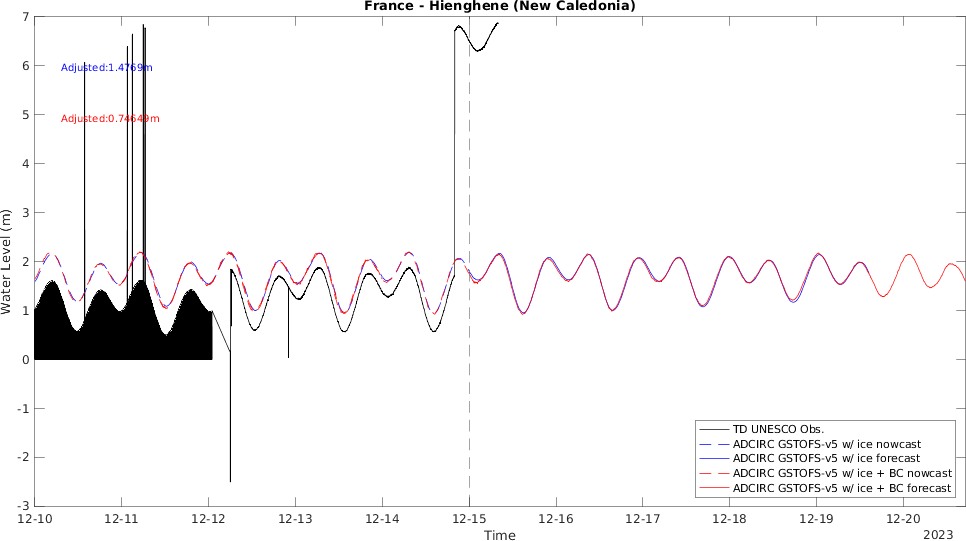 France - Hienghene (New Caledonia)
7
6
5
4
3
2
1
0
-1
-2
-3
Water Level (m)
Adjusted:1.4769m
Adjusted:0.74649m
TD UNESCO Obs.
ADCIRC GSTOFS-v5 w/ ice nowcast
ADCIRC GSTOFS-v5 w/ ice forecast
ADCIRC GSTOFS-v5 w/ ice + BC nowcast
ADCIRC GSTOFS-v5 w/ ice + BC forecast
12-10 12-11 12-12 12-13 12-14 12-15 12-16 12-17 12-18 12-19 12-20
Time
2023